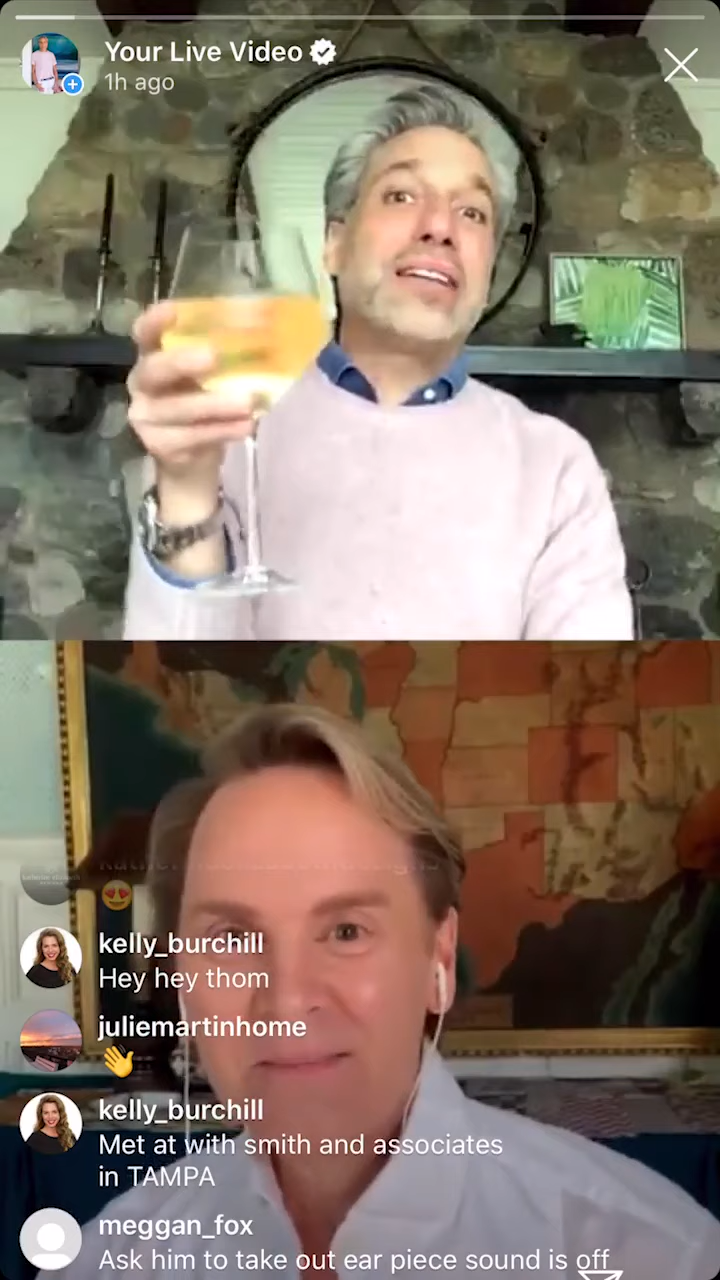 Your Live Video
1h ago
kelly_burchill
Hey hey thom
juliemartinhome
kelly_burchill
Met at with smith and associates
in TAMPA
meggan_fox
Ask him to take out ear piece sound is off